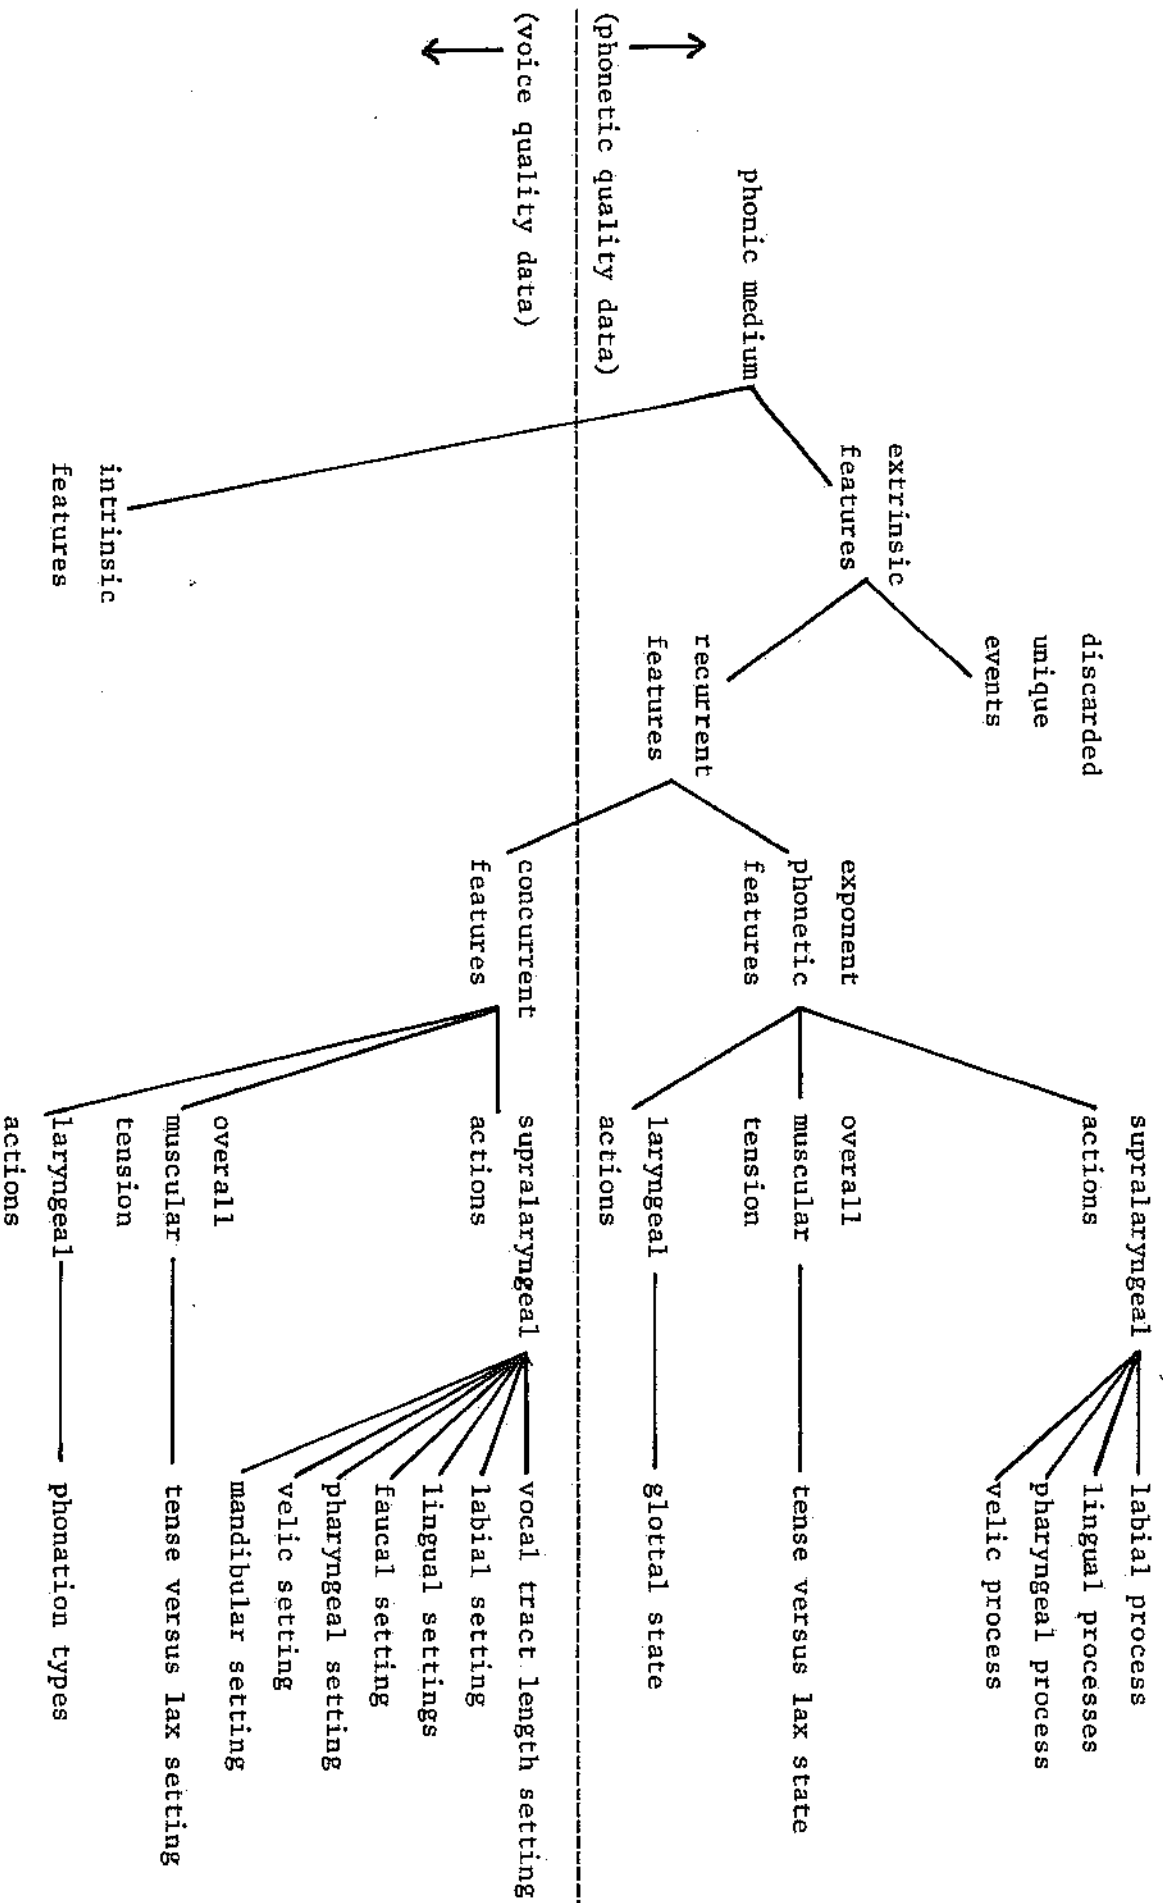 (phonetic quality data)
(voice quality data)
phonic medium
extrinsic
features
intrinsic
features
discarded
unique
events
recurrent
features
exponent
phonetic
features
concurrent
features
supralaryngeal
actions
overall
muscular
tension
laryngeal
actions
supralaryngeal
actions
overall
muscular
tension
laryngeal
actions
labial process
lingual processes
pharyngeal process
velic process
tense versus lax state
glottal state
vocal tract length setting
labial setting
lingual settings
faucal setting
pharyngeal setting
velic setting
mandibular setting
tense versus lax setting
phonation types